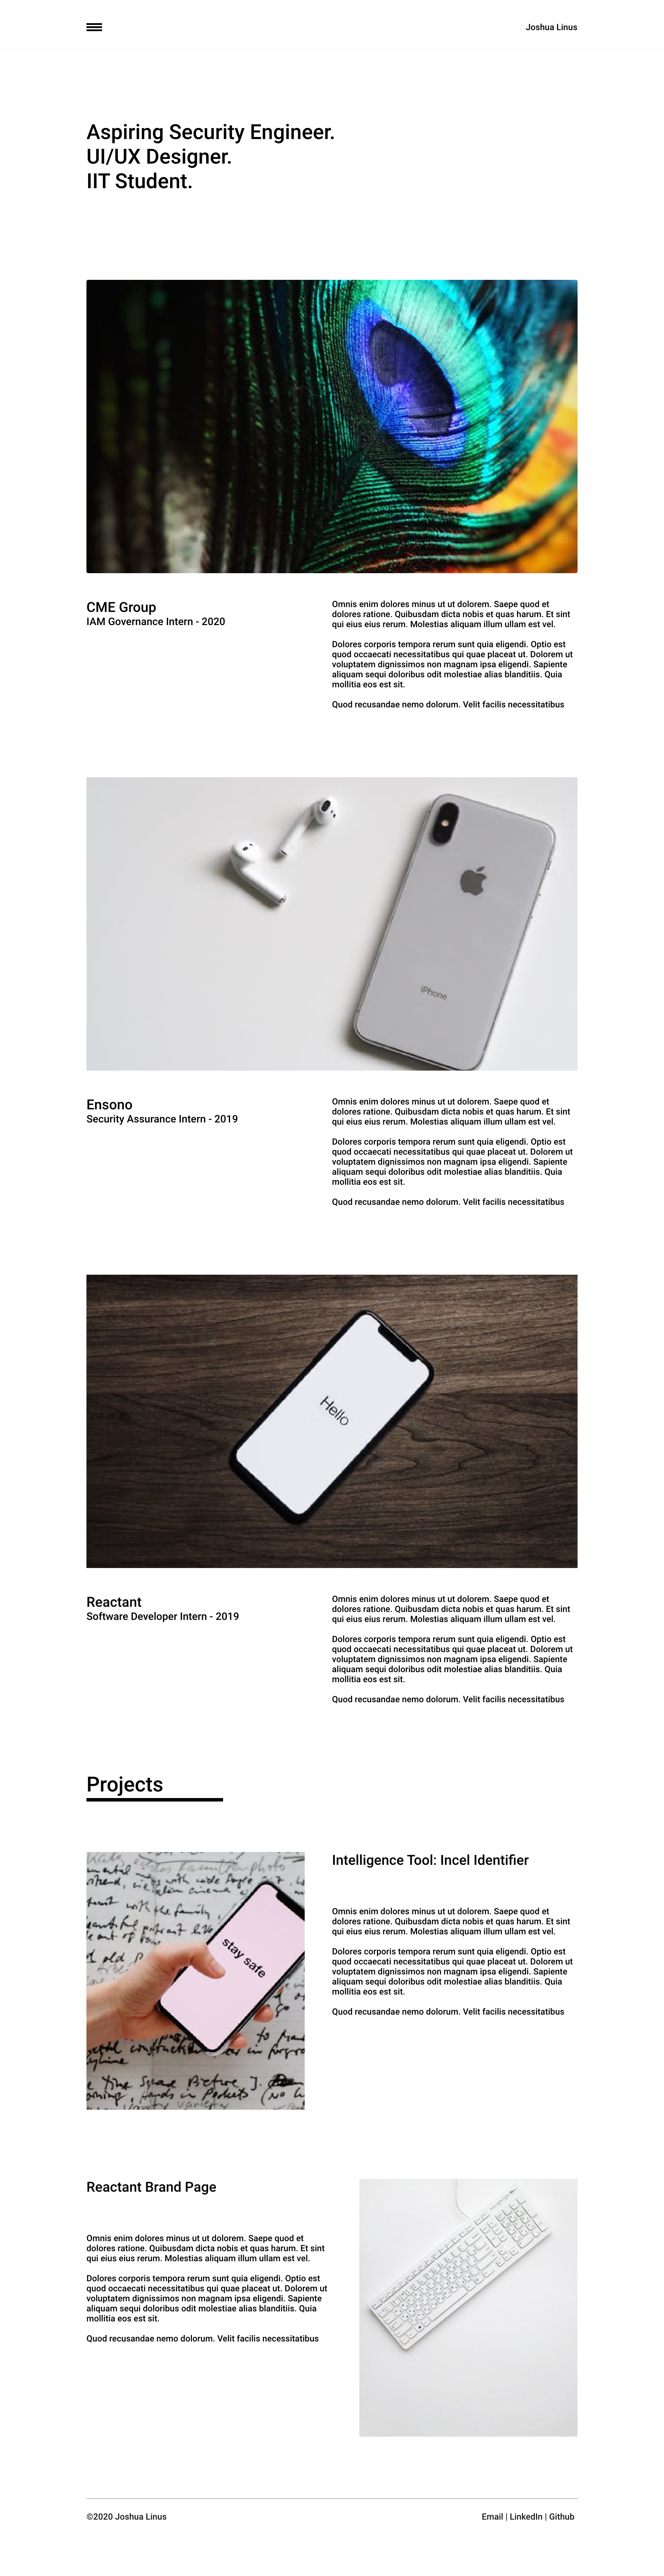 Joshua Linus
Aspiring Security Engineer.
UI/UX Designer.
IIT Student.
CME Group
IAM Governance Intern - 2020
Omnis enim dolores minus ut ut dolorem. Saepe quod et
dolores ratione. Quibusdam dicta nobis et quas harum. Et sint
qui eius eius rerum. Molestias aliquam illum ullam est vel.
Dolores corporis tempora rerum sunt quia eligendi. Optio est
quod occaecati necessitatibus qui quae placeat ut. Dolorem ut
voluptatem dignissimos non magnam ipsa eligendi. Sapiente
aliquam sequi doloribus odit molestiae alias blanditiis. Quia
mollitia eos est sit.
Quod recusandae nemo dolorum. Velit facilis necessitatibus
iPhone
Ensono
Security Assurance Intern - 2019
Omnis enim dolores minus ut ut dolorem. Saepe quod et
dolores ratione. Quibusdam dicta nobis et quas harum. Et sint
qui eius eius rerum. Molestias aliquam illum ullam est vel.
Dolores corporis tempora rerum sunt quia eligendi. Optio est
quod occaecati necessitatibus qui quae placeat ut. Dolorem ut
voluptatem dignissimos non magnam ipsa eligendi. Sapiente
aliquam sequi doloribus odit molestiae alias blanditiis. Quia
mollitia eos est sit.
Quod recusandae nemo dolorum. Velit facilis necessitatibus
Hello
Reactant
Software Developer Intern - 2019
Omnis enim dolores minus ut ut dolorem. Saepe quod et
dolores ratione. Quibusdam dicta nobis et quas harum. Et sint
qui eius eius rerum. Molestias aliquam illum ullam est vel.
Dolores corporis tempora rerum sunt quia eligendi. Optio est
quod occaecati necessitatibus qui quae placeat ut. Dolorem ut
voluptatem dignissimos non magnam ipsa eligendi. Sapiente
aliquam sequi doloribus odit molestiae alias blanditiis. Quia
mollitia eos est sit.
Quod recusandae nemo dolorum. Velit facilis necessitatibus
Projects
stay safe
Intelligence Tool: Incel Identifier
Omnis enim dolores minus ut ut dolorem. Saepe quod et
dolores ratione. Quibusdam dicta nobis et quas harum. Et sint
qui eius eius rerum. Molestias aliquam illum ullam est vel.
Dolores corporis tempora rerum sunt quia eligendi. Optio est
quod occaecati necessitatibus qui quae placeat ut. Dolorem ut
voluptatem dignissimos non magnam ipsa eligendi. Sapiente
aliquam sequi doloribus odit molestiae alias blanditiis. Quia
mollitia eos est sit.
Quod recusandae nemo dolorum. Velit facilis necessitatibus
Reactant Brand Page
Omnis enim dolores minus ut ut dolorem. Saepe quod et
dolores ratione. Quibusdam dicta nobis et quas harum. Et sint
qui eius eius rerum. Molestias aliquam illum ullam est vel.
Dolores corporis tempora rerum sunt quia eligendi. Optio est
quod occaecati necessitatibus qui quae placeat ut. Dolorem ut
voluptatem dignissimos non magnam ipsa eligendi. Sapiente
aliquam sequi doloribus odit molestiae alias blanditiis. Quia
mollitia eos est sit.
Quod recusandae nemo dolorum. Velit facilis necessitatibus
©2020 Joshua Linus
Email | LinkedIn | Github